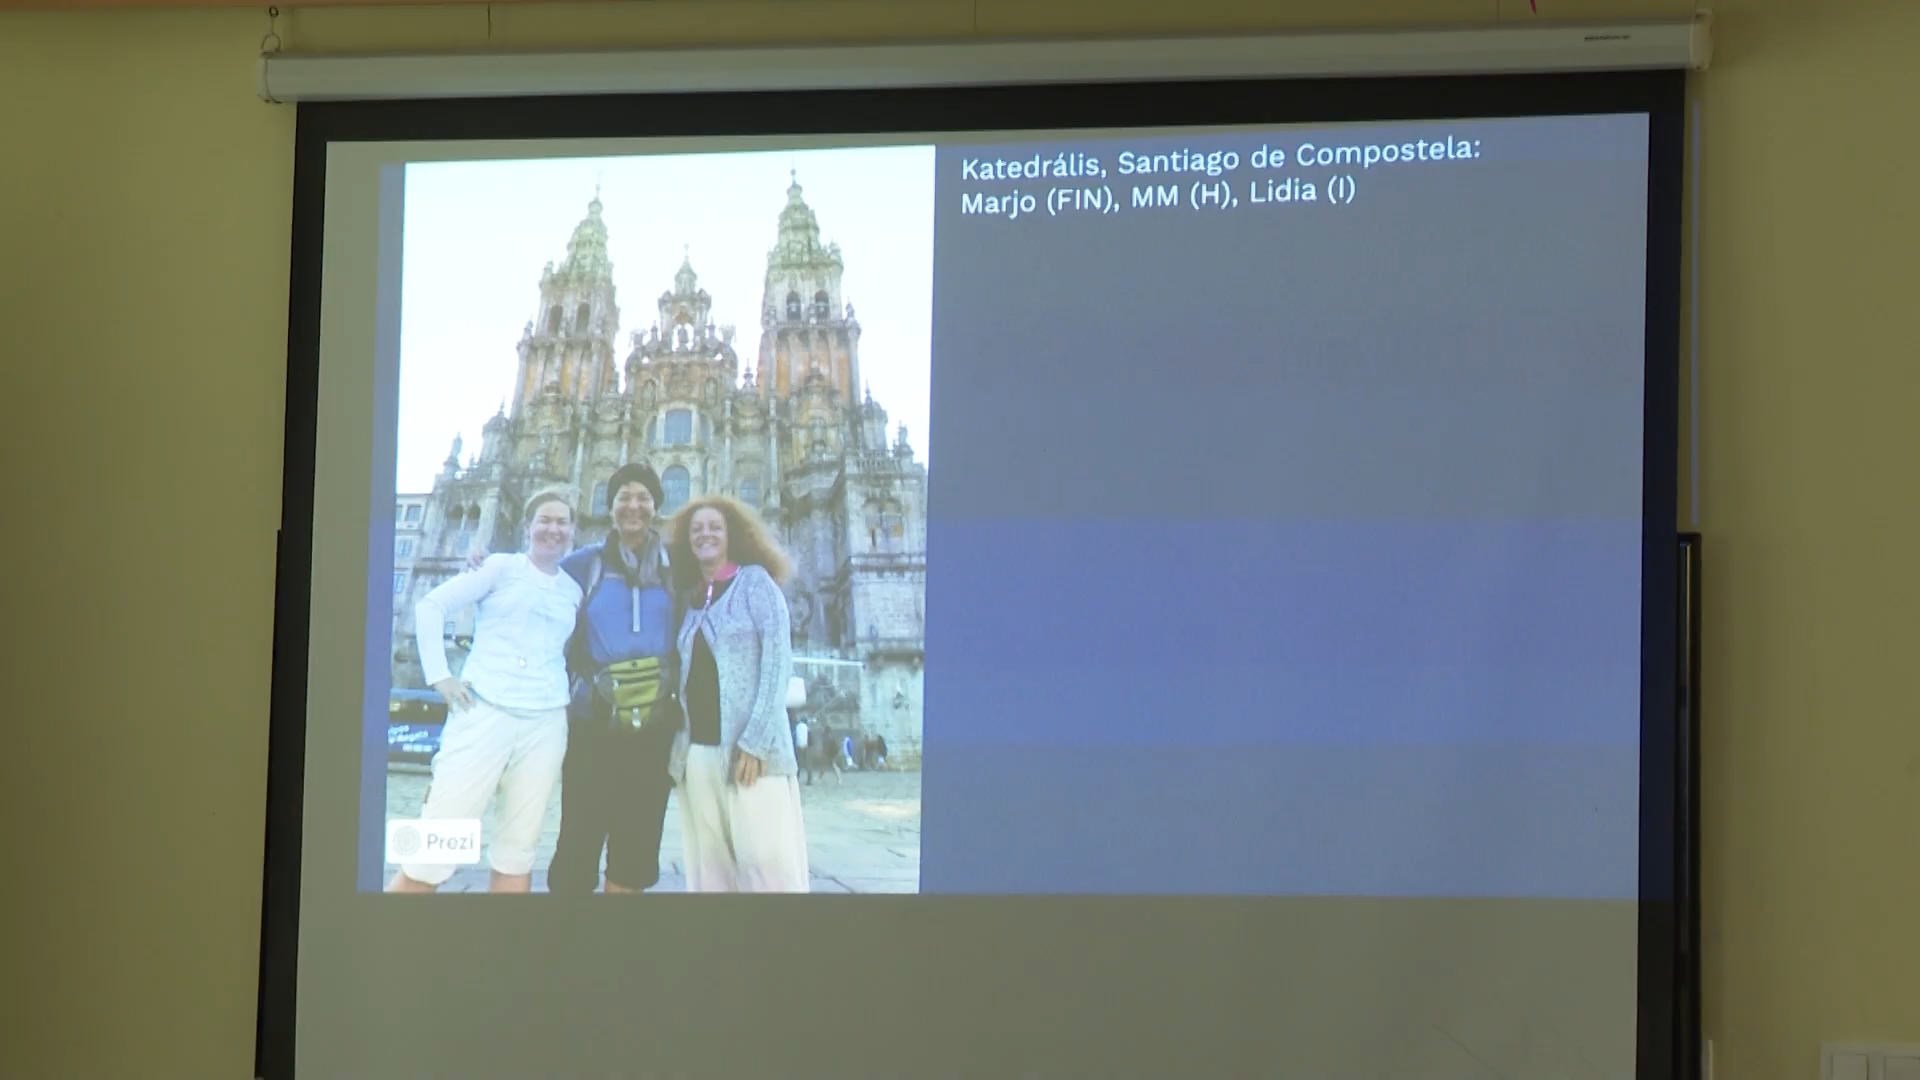 Katedrális, Santiago de Compostela:
Marjo (FIN), MM (H), Lidia (I)
Prezi